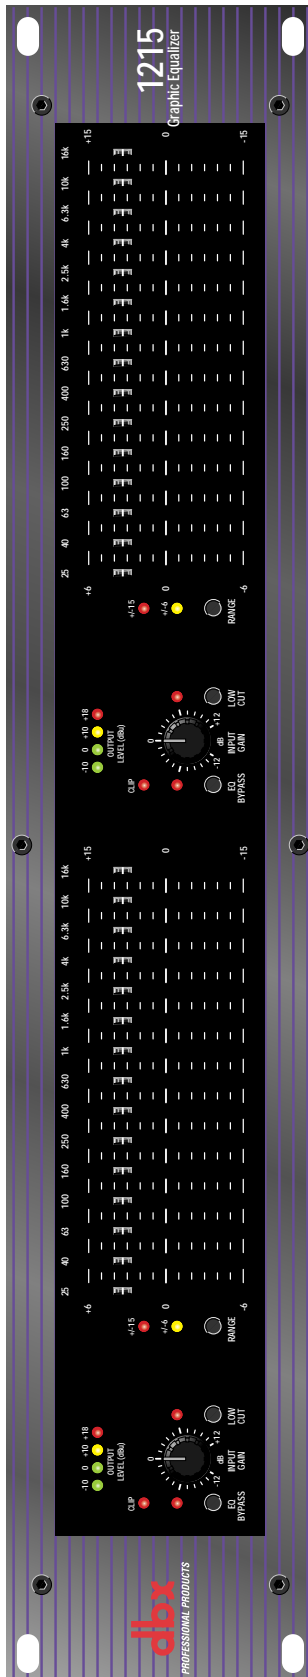 dbx
PROFESSIONAL PRODUCTS
-10 0 +10 +18
OUTPUT
LEVEL (dBu)
CLIP
0
-12 dB +12
EQ
BYPASS
INPUT
GAIN
LOW
CUT
+/-15
+/-6
RANGE
25 40 63 100 160 250 400 630 1k 1.6k 2.5k 4k 6.3k 10k 16k
+6 +15
0 0
-6 -15
-10 0 +10 +18
OUTPUT
LEVEL (dBu)
CLIP
0
-12 dB +12
EQ
BYPASS
INPUT
GAIN
LOW
CUT
+/-15
+/-6
RANGE
25 40 63 100 160 250 400 630 1k 1.6k 2.5k 4k 6.3k 10k 16k
+6 +15
0 0
-6 -15
1215
Graphic Equalizer